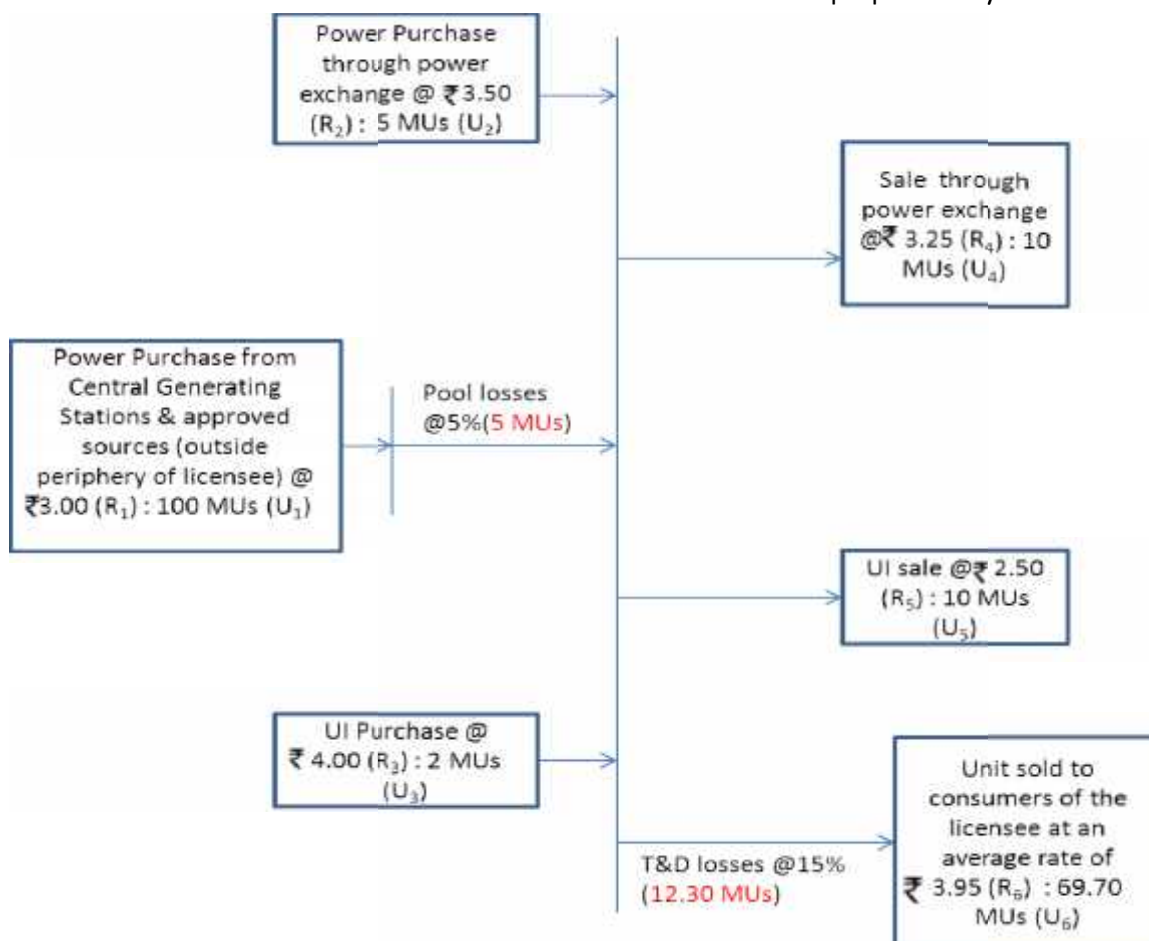 Power Purchase
through power
exchange @ ₹3.50
(R₂) : 5 MUs (U₂)
Sale through
power exchange
@₹ 3.25 (R₄) : 10
MUs (U₄)
Power Purchase from
Central Generating
Stations & approved
sources (outside
periphery of licensee) @
₹3.00 (R₁) : 100 MUs (U₁)
Pool losses
@5%(5 MUs)
UI sale @₹ 2.50
(R₅) : 10 MUs
(U₅)
UI Purchase @
₹ 4.00 (R₃) : 2 MUs
(U₃)
T&D losses @15%
(12.30 MUs)
Unit sold to
consumers of the
licensee at an
average rate of
₹ 3.95 (R₆) : 69.70
MUs (U₆)